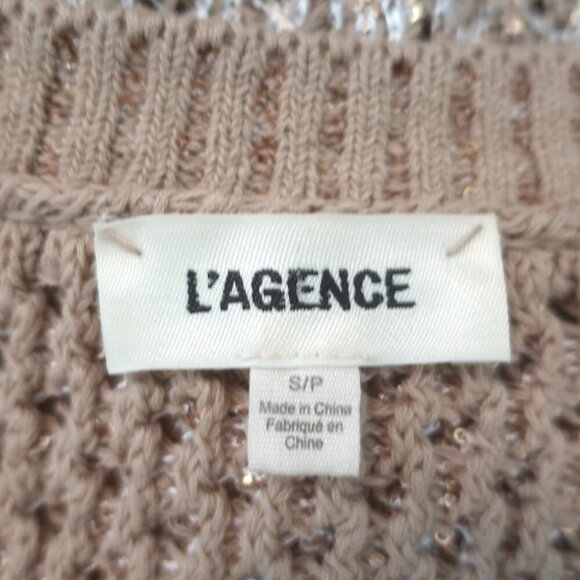 L'AGENCE
S/P
Made in China
Fabriqué en
Chine